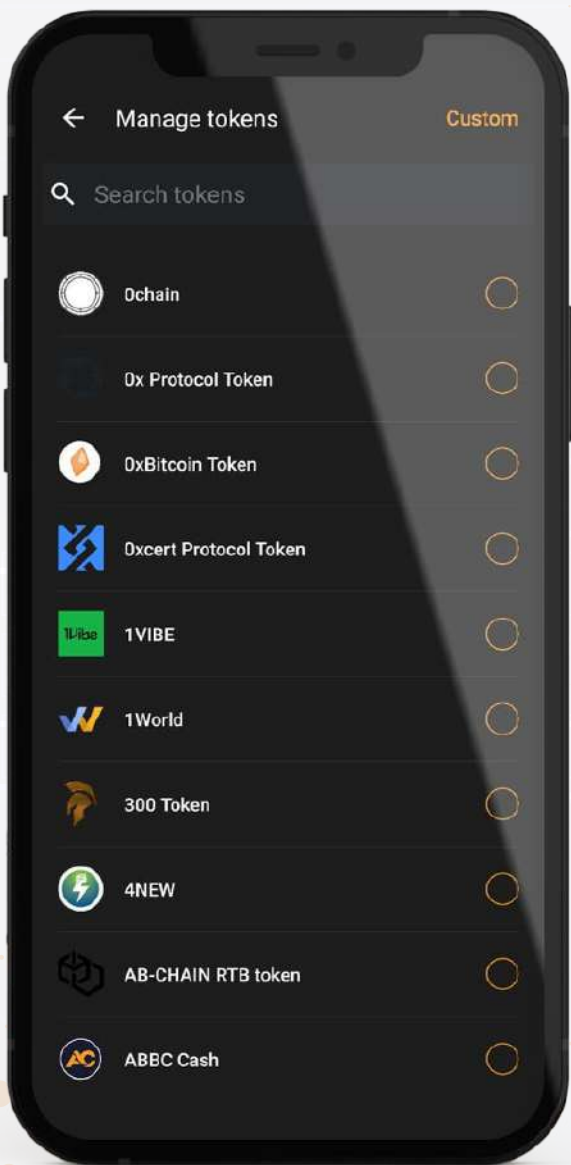 Manage tokens
Custom
Search tokens
0chain
0x Protocol Token
0xBitcoin Token
0xcert Protocol Token
1Vibe
1VIBE
1World
300 Token
4NEW
AB-CHAIN RTB token
AC
ABBC Cash